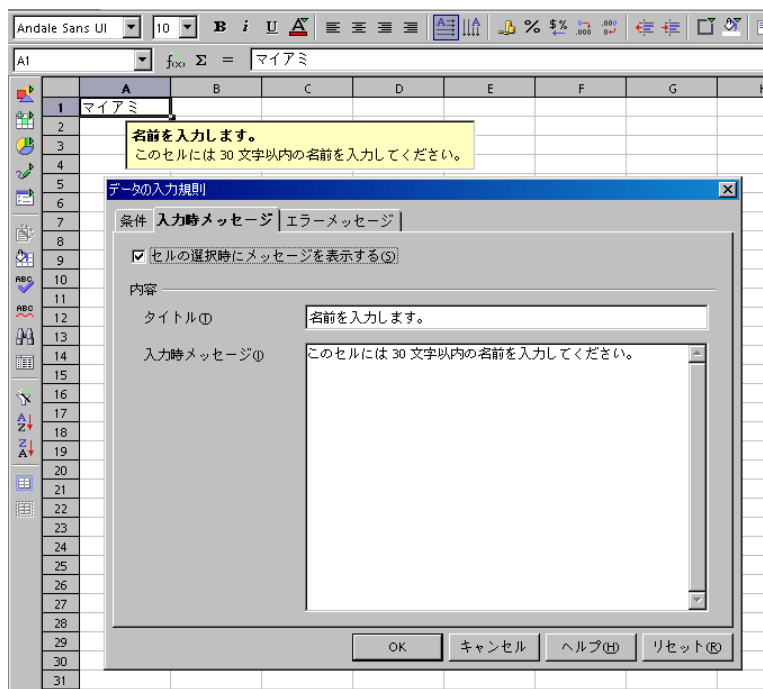 Andale Sans UI 10 B i U A % $% .000 .000
A1 f∞ Σ = マイアミ
A B C D E F G
1 マイアミ
2
名前を入力します。
3
このセルには 30 文字以内の名前を入力してください。
4
5
データの入力規則
6
7
条件 入力時メッセージ エラーメッセージ
8
9
セルの選択時にメッセージを表示する(S)
ABC
10
内容
11
ABC
12
タイトル(T) 名前を入力します。
13
14
入力時メッセージ(I) このセルには 30 文字以内の名前を入力してください。
15
16
17
A
Z
18
Z
A
19
20
21
22
23
24
25
26
27
28
29
OK キャンセル ヘルプ(H) リセット(R)
30
31